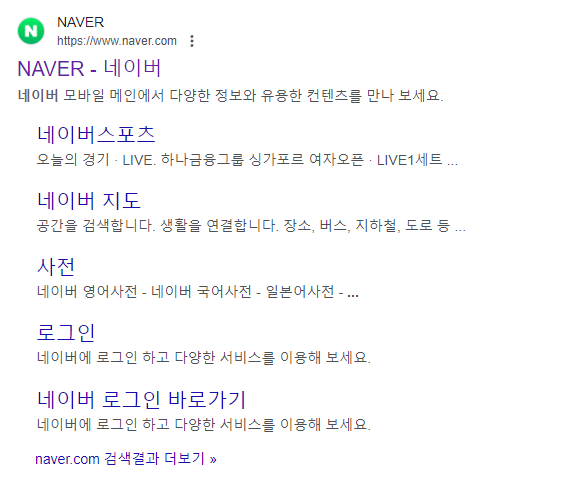 N
NAVER
https://www.naver.com
NAVER - 네이버
네이버 모바일 메인에서 다양한 정보와 유용한 컨텐츠를 만나 보세요.
네이버스포츠
오늘의 경기 · LIVE. 하나금융그룹 싱가포르 여자오픈 · LIVE1세트 ...
네이버 지도
공간을 검색합니다. 생활을 연결합니다. 장소, 버스, 지하철, 도로 등 ...
사전
네이버 영어사전 - 네이버 국어사전 - 일본어사전 - ...
로그인
네이버에 로그인 하고 다양한 서비스를 이용해 보세요.
네이버 로그인 바로가기
네이버에 로그인 하고 다양한 서비스를 이용해 보세요.
naver.com 검색결과 더보기 »